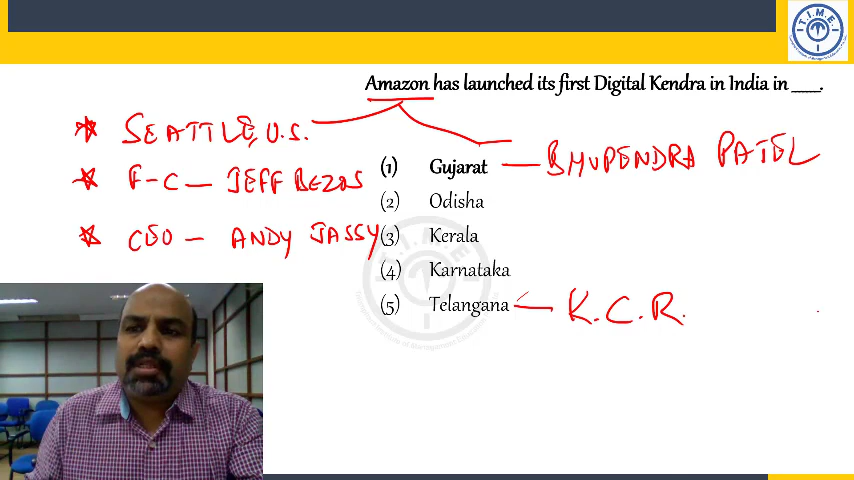 T.I.M.E.
Amazon has launched its first Digital Kendra in India in ____.
★ SEATTLE, U.S.
★ F-C — JEFF BEZOS
★ CEO — ANDY JASSY
(1) Gujarat — BHUPENDRA PATEL
(2) Odisha
(3) Kerala
(4) Karnataka
(5) Telangana — K.C.R.